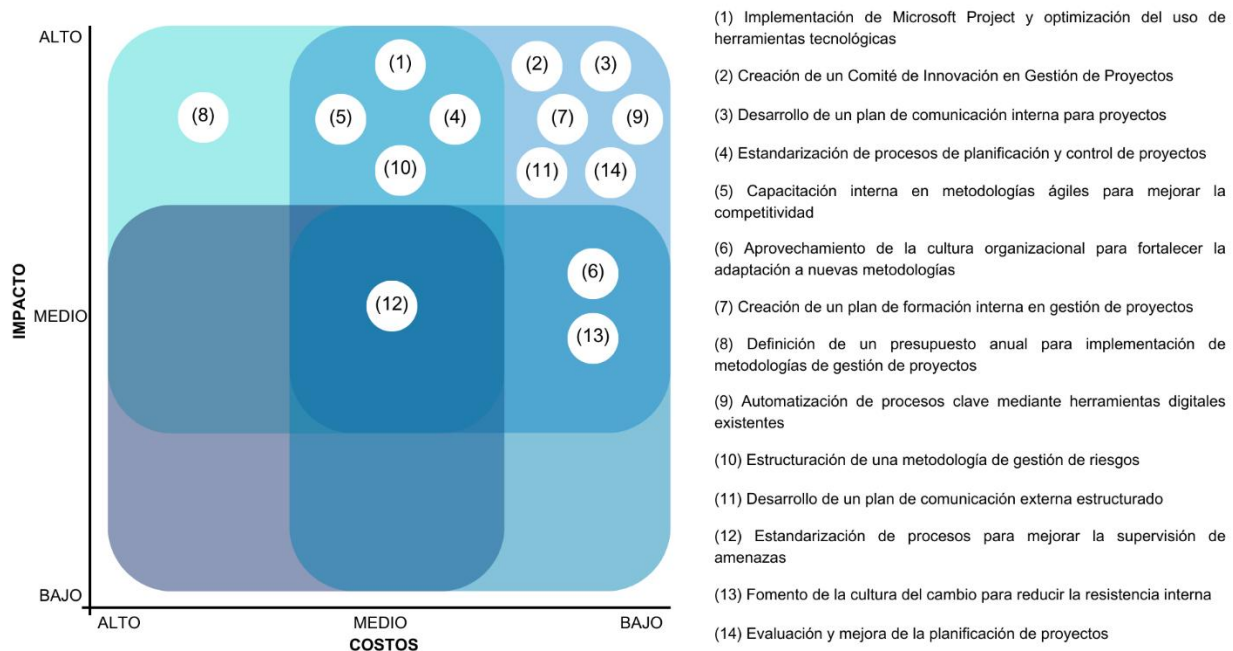 ALTO
IMPACTO
MEDIO
BAJO
ALTO
MEDIO
BAJO
COSTOS
(1)
(2)
(3)
(8)
(5)
(4)
(7)
(9)
(10)
(11)
(14)
(6)
(12)
(13)
(1) Implementación de Microsoft Project y optimización del uso de
herramientas tecnológicas
(2) Creación de un Comité de Innovación en Gestión de Proyectos
(3) Desarrollo de un plan de comunicación interna para proyectos
(4) Estandarización de procesos de planificación y control de proyectos
(5) Capacitación interna en metodologías ágiles para mejorar la
competitividad
(6) Aprovechamiento de la cultura organizacional para fortalecer la
adaptación a nuevas metodologías
(7) Creación de un plan de formación interna en gestión de proyectos
(8) Definición de un presupuesto anual para implementación de
metodologías de gestión de proyectos
(9) Automatización de procesos clave mediante herramientas digitales
existentes
(10) Estructuración de una metodología de gestión de riesgos
(11) Desarrollo de un plan de comunicación externa estructurado
(12) Estandarización de procesos para mejorar la supervisión de
amenazas
(13) Fomento de la cultura del cambio para reducir la resistencia interna
(14) Evaluación y mejora de la planificación de proyectos